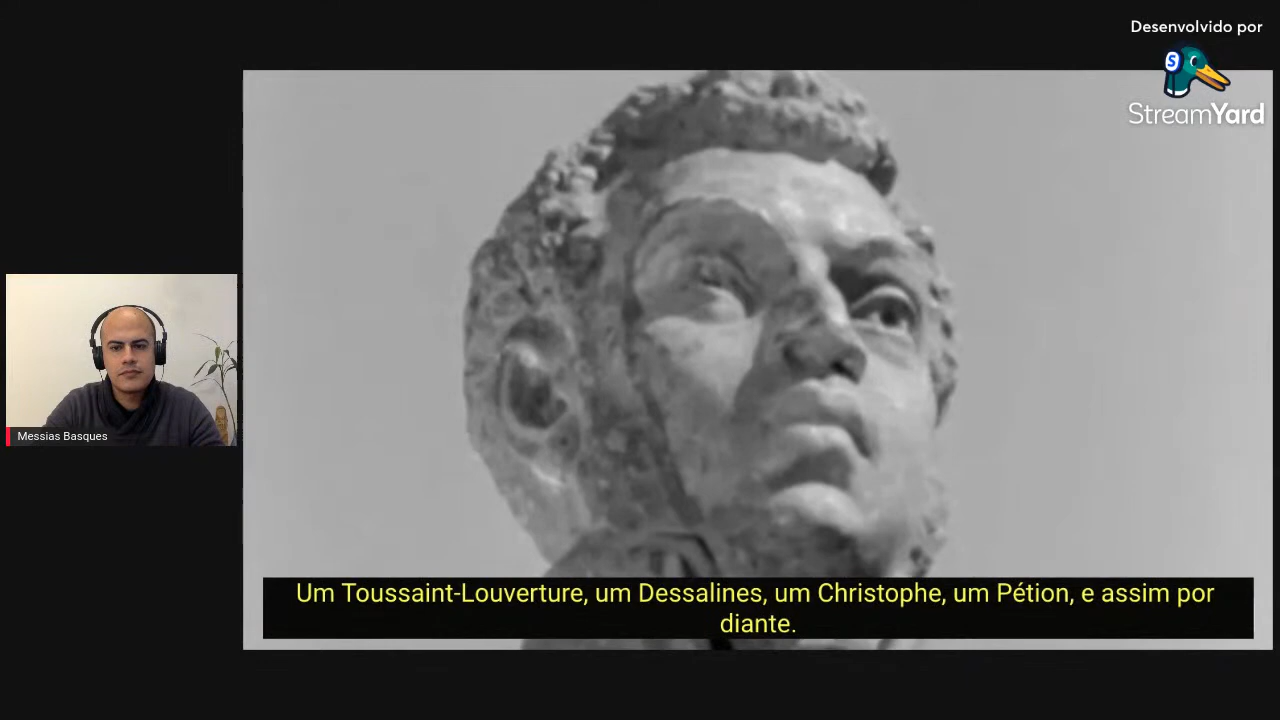 Desenvolvido por
S
StreamYard
Messias Basques
Um Toussaint-Louverture, um Dessalines, um Christophe, um Pétion, e assim por
diante.